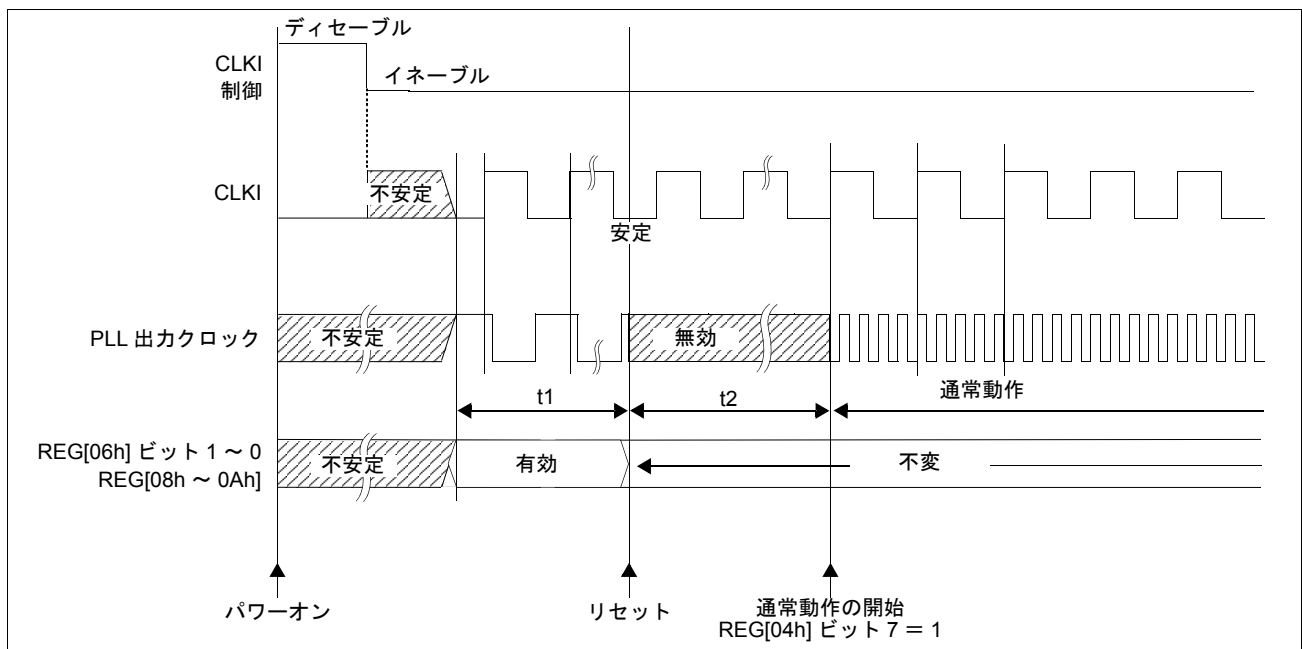 ディセーブル
CLKI
制御
イネーブル
CLKI
不安定
安定
PLL 出力クロック
不安定
無効
通常動作
t1
t2
REG[06h] ビット 1 ～ 0
REG[08h ～ 0Ah]
不安定
有効
不変
パワーオン
リセット
通常動作の開始
REG[04h] ビット 7 ＝ 1